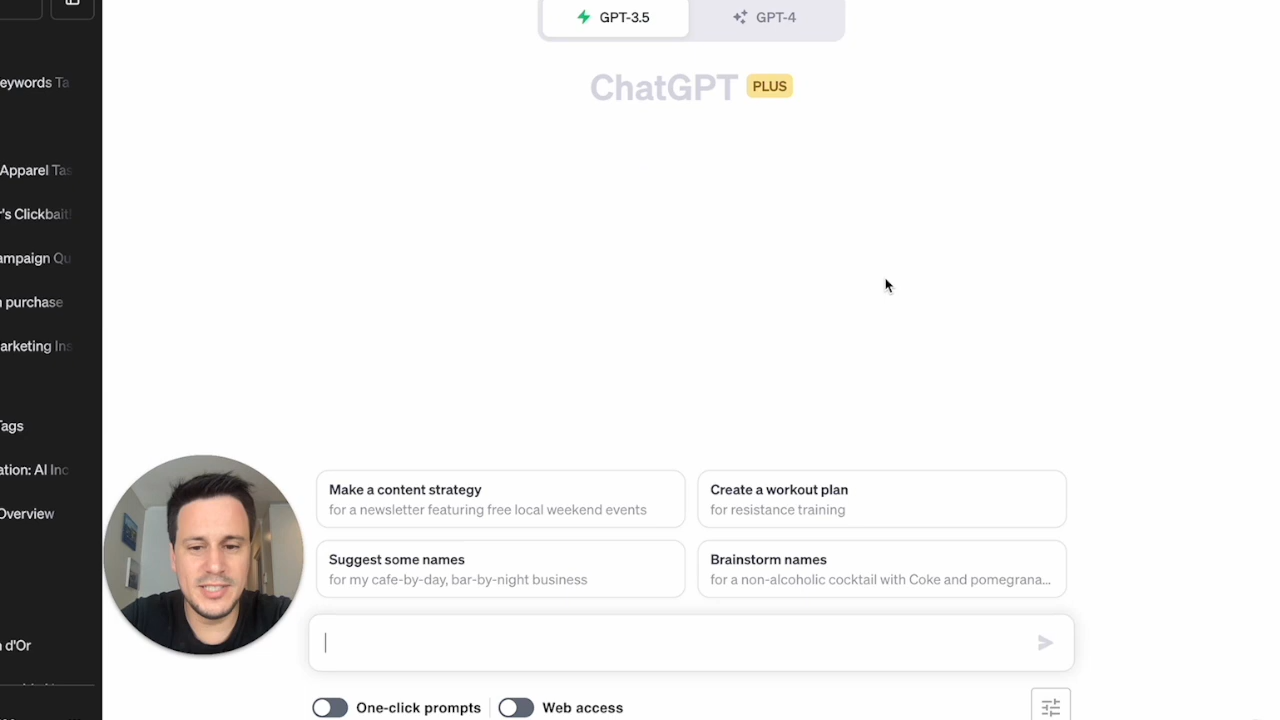 GPT-3.5
GPT-4
ChatGPT PLUS
eywords Ta
Apparel Tas
r's Clickbait!
ampaign Qu
n purchase
arketing Ins
Tags
ation: AI Inc
Overview
n d'Or
Make a content strategy
for a newsletter featuring free local weekend events
Create a workout plan
for resistance training
Suggest some names
for my cafe-by-day, bar-by-night business
Brainstorm names
for a non-alcoholic cocktail with Coke and pomegrana...
One-click prompts
Web access